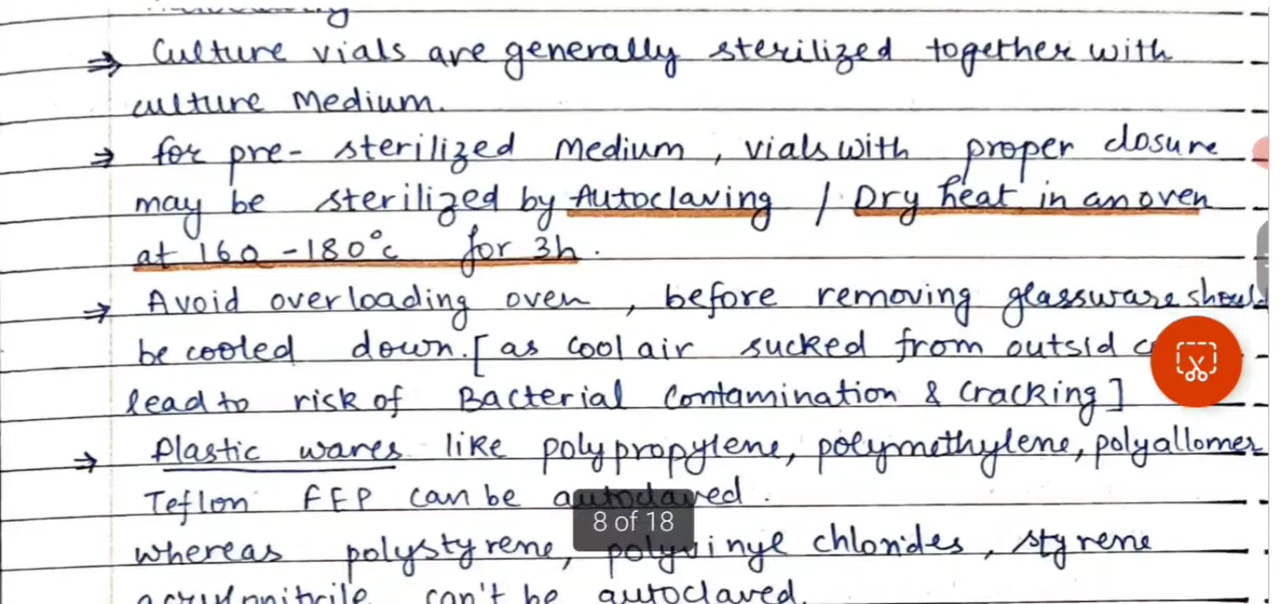 ⇒ Culture vials are generally sterilized together with
culture Medium.
⇒ for pre- sterilized Medium, vials with proper closure
may be sterilized by Autoclaving / Dry heat in an oven
at 160 -180°c for 3h.
⇒ Avoid overloading oven, before removing glassware should
be cooled down. [as cool air sucked from outsid
lead to risk of Bacterial Contamination & Cracking]
⇒ Plastic wares like polypropylene, polymethylene, polyallomer
Teflon FEP can be autoclaved.
8 of 18
whereas polystyrene, polyvinyl chlorides, styrene
acrylonitrile can't be autoclaved.